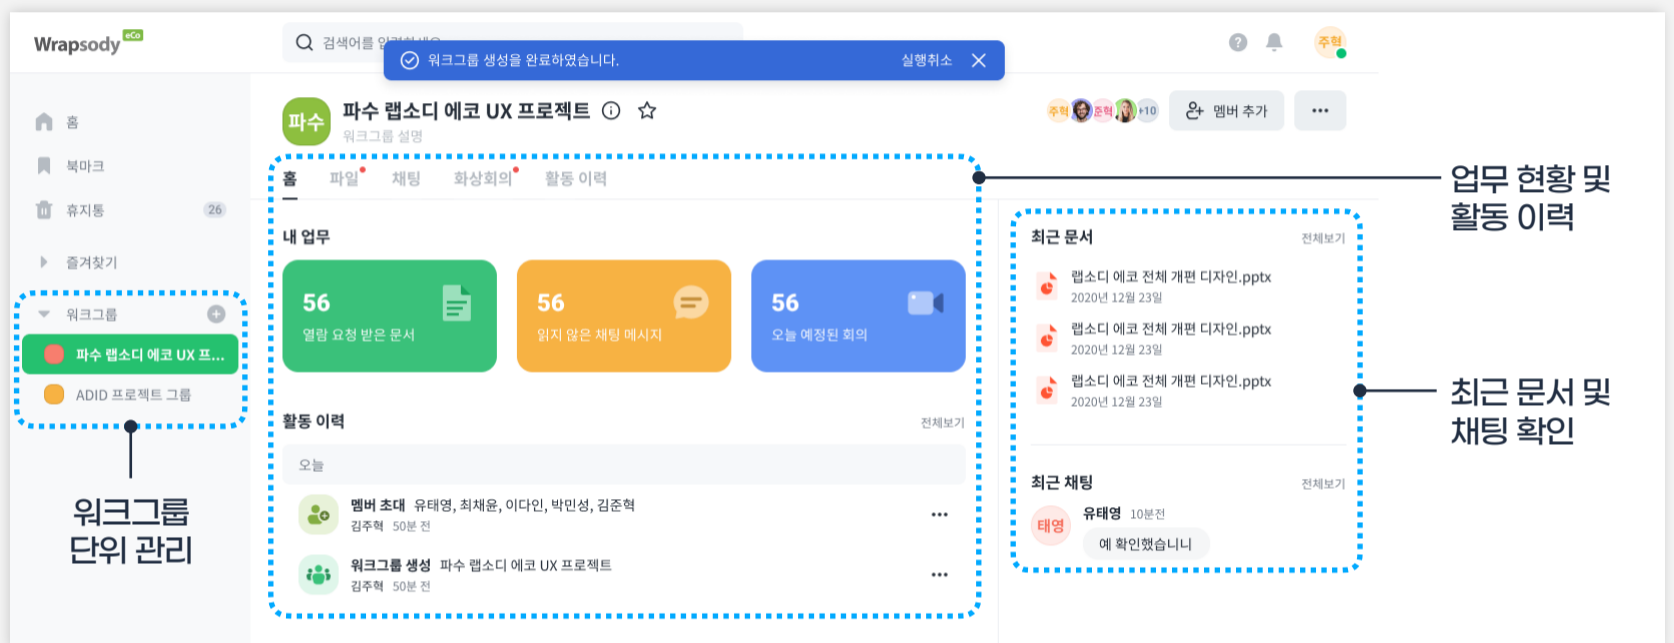 Wrapsody eCo
검색어를 입력하세요
워크그룹 생성을 완료하였습니다. 실행취소
?
주혁
홈
북마크
휴지통 26
즐겨찾기
워크그룹
파수 랩소디 에코 UX 프...
ADID 프로젝트 그룹
워크그룹
단위 관리
파수
파수 랩소디 에코 UX 프로젝트
워크그룹 설명
주혁 준혁 +10 멤버 추가
홈 파일 채팅 화상회의 활동 이력
내 업무
56
열람 요청 받은 문서
56
읽지 않은 채팅 메시지
56
오늘 예정된 회의
활동 이력 전체보기
오늘
멤버 초대 유태영, 최채윤, 이다인, 박민성, 김준혁
김주혁 50분 전
워크그룹 생성 파수 랩소디 에코 UX 프로젝트
김주혁 50분 전
최근 문서 전체보기
랩소디 에코 전체 개편 디자인.pptx
2020년 12월 23일
랩소디 에코 전체 개편 디자인.pptx
2020년 12월 23일
랩소디 에코 전체 개편 디자인.pptx
2020년 12월 23일
최근 채팅 전체보기
태영
유태영 10분전
예 확인했습니니
업무 현황 및
활동 이력
최근 문서 및
채팅 확인